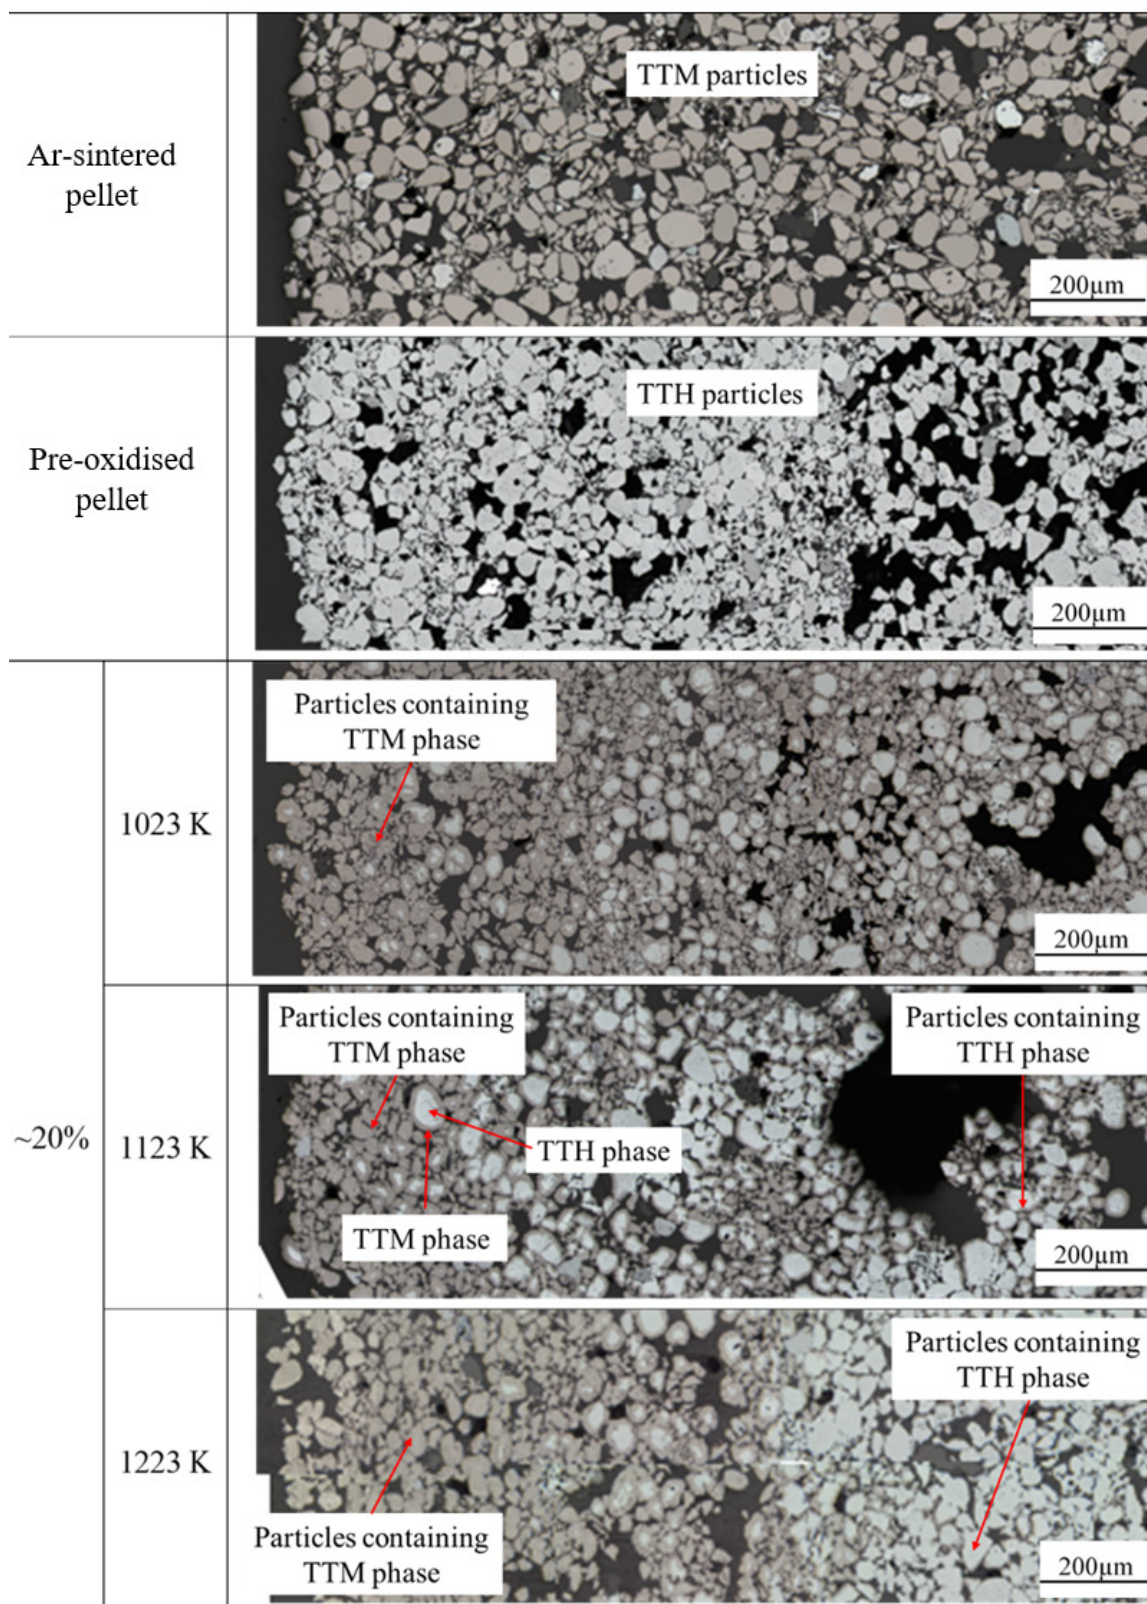 Ar-sintered
pellet
TTM particles
200μm
Pre-oxidised
pellet
TTH particles
200μm
~20%
1023 K
Particles containing
TTM phase
200μm
1123 K
Particles containing
TTM phase
TTH phase
TTM phase
Particles containing
TTH phase
200μm
1223 K
Particles containing
TTM phase
Particles containing
TTH phase
200μm